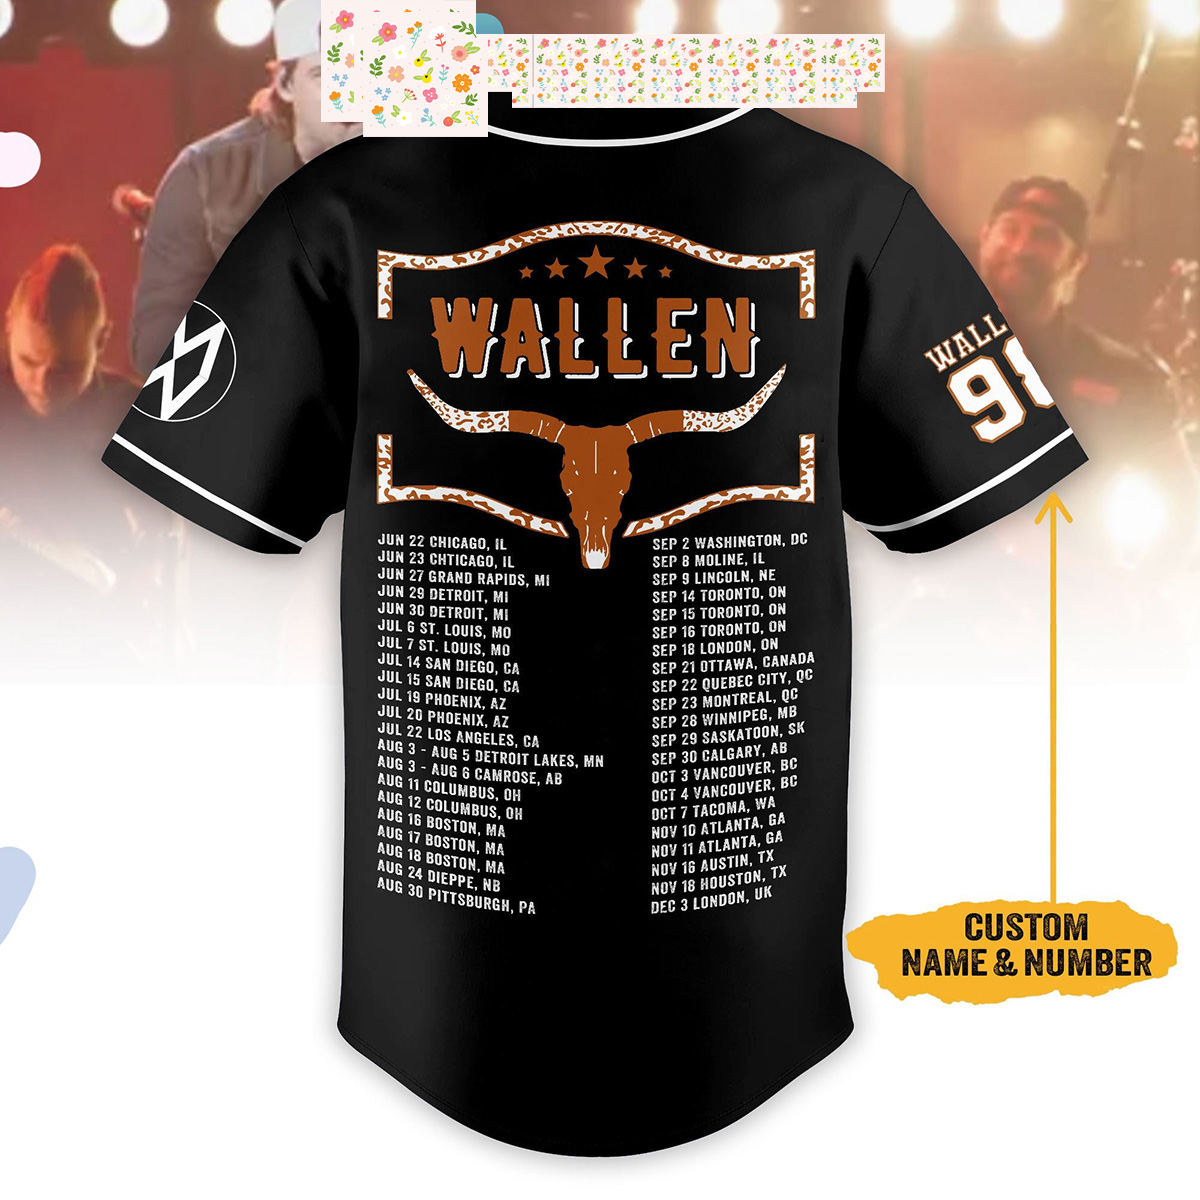 WALLEN
WALL
98
JUN 22 CHICAGO, IL
JUN 23 CHTICAGO, IL
JUN 27 GRAND RAPIDS, MI
JUN 29 DETROIT, MI
JUN 30 DETROIT, MI
JUL 6 ST. LOUIS, MO
JUL 7 ST. LOUIS, MO
JUL 14 SAN DIEGO, CA
JUL 15 SAN DIEGO, CA
JUL 19 PHOENIX, AZ
JUL 20 PHOENIX, AZ
JUL 22 LOS ANGELES, CA
AUG 3 - AUG 5 DETROIT LAKES, MN
AUG 3 - AUG 6 CAMROSE, AB
AUG 11 COLUMBUS, OH
AUG 12 COLUMBUS, OH
AUG 16 BOSTON, MA
AUG 17 BOSTON, MA
AUG 18 BOSTON, MA
AUG 24 DIEPPE, NB
AUG 30 PITTSBURGH, PA
SEP 2 WASHINGTON, DC
SEP 8 MOLINE, IL
SEP 9 LINCOLN, NE
SEP 14 TORONTO, ON
SEP 15 TORONTO, ON
SEP 16 TORONTO, ON
SEP 18 LONDON, ON
SEP 21 OTTAWA, CANADA
SEP 22 QUEBEC CITY, QC
SEP 23 MONTREAL, QC
SEP 28 WINNIPEG, MB
SEP 29 SASKATOON, SK
SEP 30 CALGARY, AB
OCT 3 VANCOUVER, BC
OCT 4 VANCOUVER, BC
OCT 7 TACOMA, WA
NOV 10 ATLANTA, GA
NOV 11 ATLANTA, GA
NOV 16 AUSTIN, TX
NOV 18 HOUSTON, TX
DEC 3 LONDON, UK
CUSTOM
NAME & NUMBER